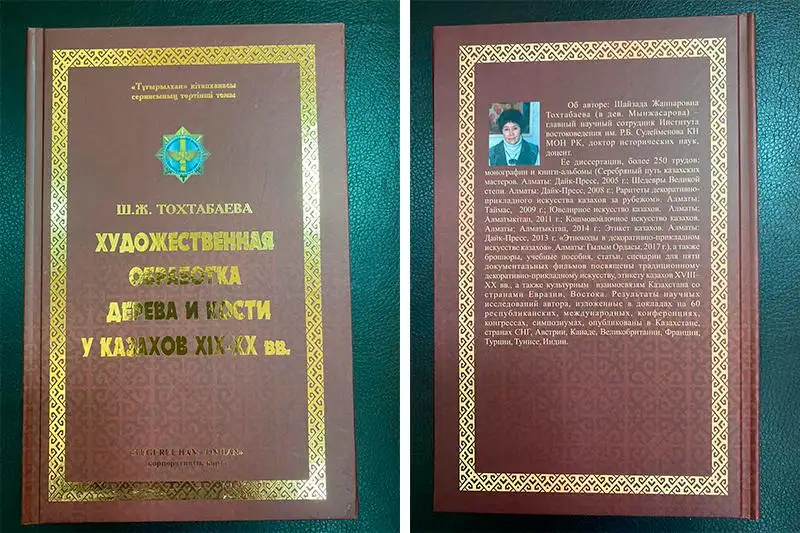 «Тұғырылхан» кітапханасы
сериясының төртінші томы
Ш.Ж. ТОХТАБАЕВА
ХУДОЖЕСТВЕННАЯ
ОБРАБОТКА
ДЕРЕВА И КОСТИ
У КАЗАХОВ XIX-XX ВВ.
корпоративтік қоры
Об авторе: Шайзада Жаппаровна
Тохтабаева (в дев. Мынжасарова) –
главный научный сотрудник Института
востоковедения им. Р.Б. Сулейменова КН
МОН РК, доктор исторических наук,
доцент.
Ее диссертации, более 250 трудов:
монографии и книги-альбомы (Серебряный путь казахских
мастеров. Алматы: Дайк-Пресс, 2005 г.; Шедевры Великой
степи. Алматы: Дайк-Пресс, 2008 г.; Раритеты декоративно-
прикладного искусства казахов за рубежом». Алматы:
Таймас, 2009 г.; Ювелирное искусство казахов. Алматы;
Алматыкітап, 2011 г.; Кошмовойлочное искусство казахов.
Алматы; Алматыкітап, 2014 г.; Этикет казахов. Алматы:
Дайк-Пресс, 2013 г. «Этнокоды в декоративно-прикладном
искусстве казахов». Алматы: Ғылым Ордасы, 2017 г.), а также
брошюры, учебные пособия, статьи, сценарии для пяти
документальных фильмов посвящены традиционному
декоративно-прикладному искусству, этикету казахов XVIII-
XX вв., а также культурным взаимосвязям Казахстана со
странами Евразии, Востока. Результаты научных
исследований автора, изложенные в докладах на 60
республиканских, международных, конференциях,
конгрессах, симпозиумах, опубликованы в Казахстане,
странах СНГ, Австрии, Канаде, Великобритании, Франции,
Турции, Тунисе, Индии.